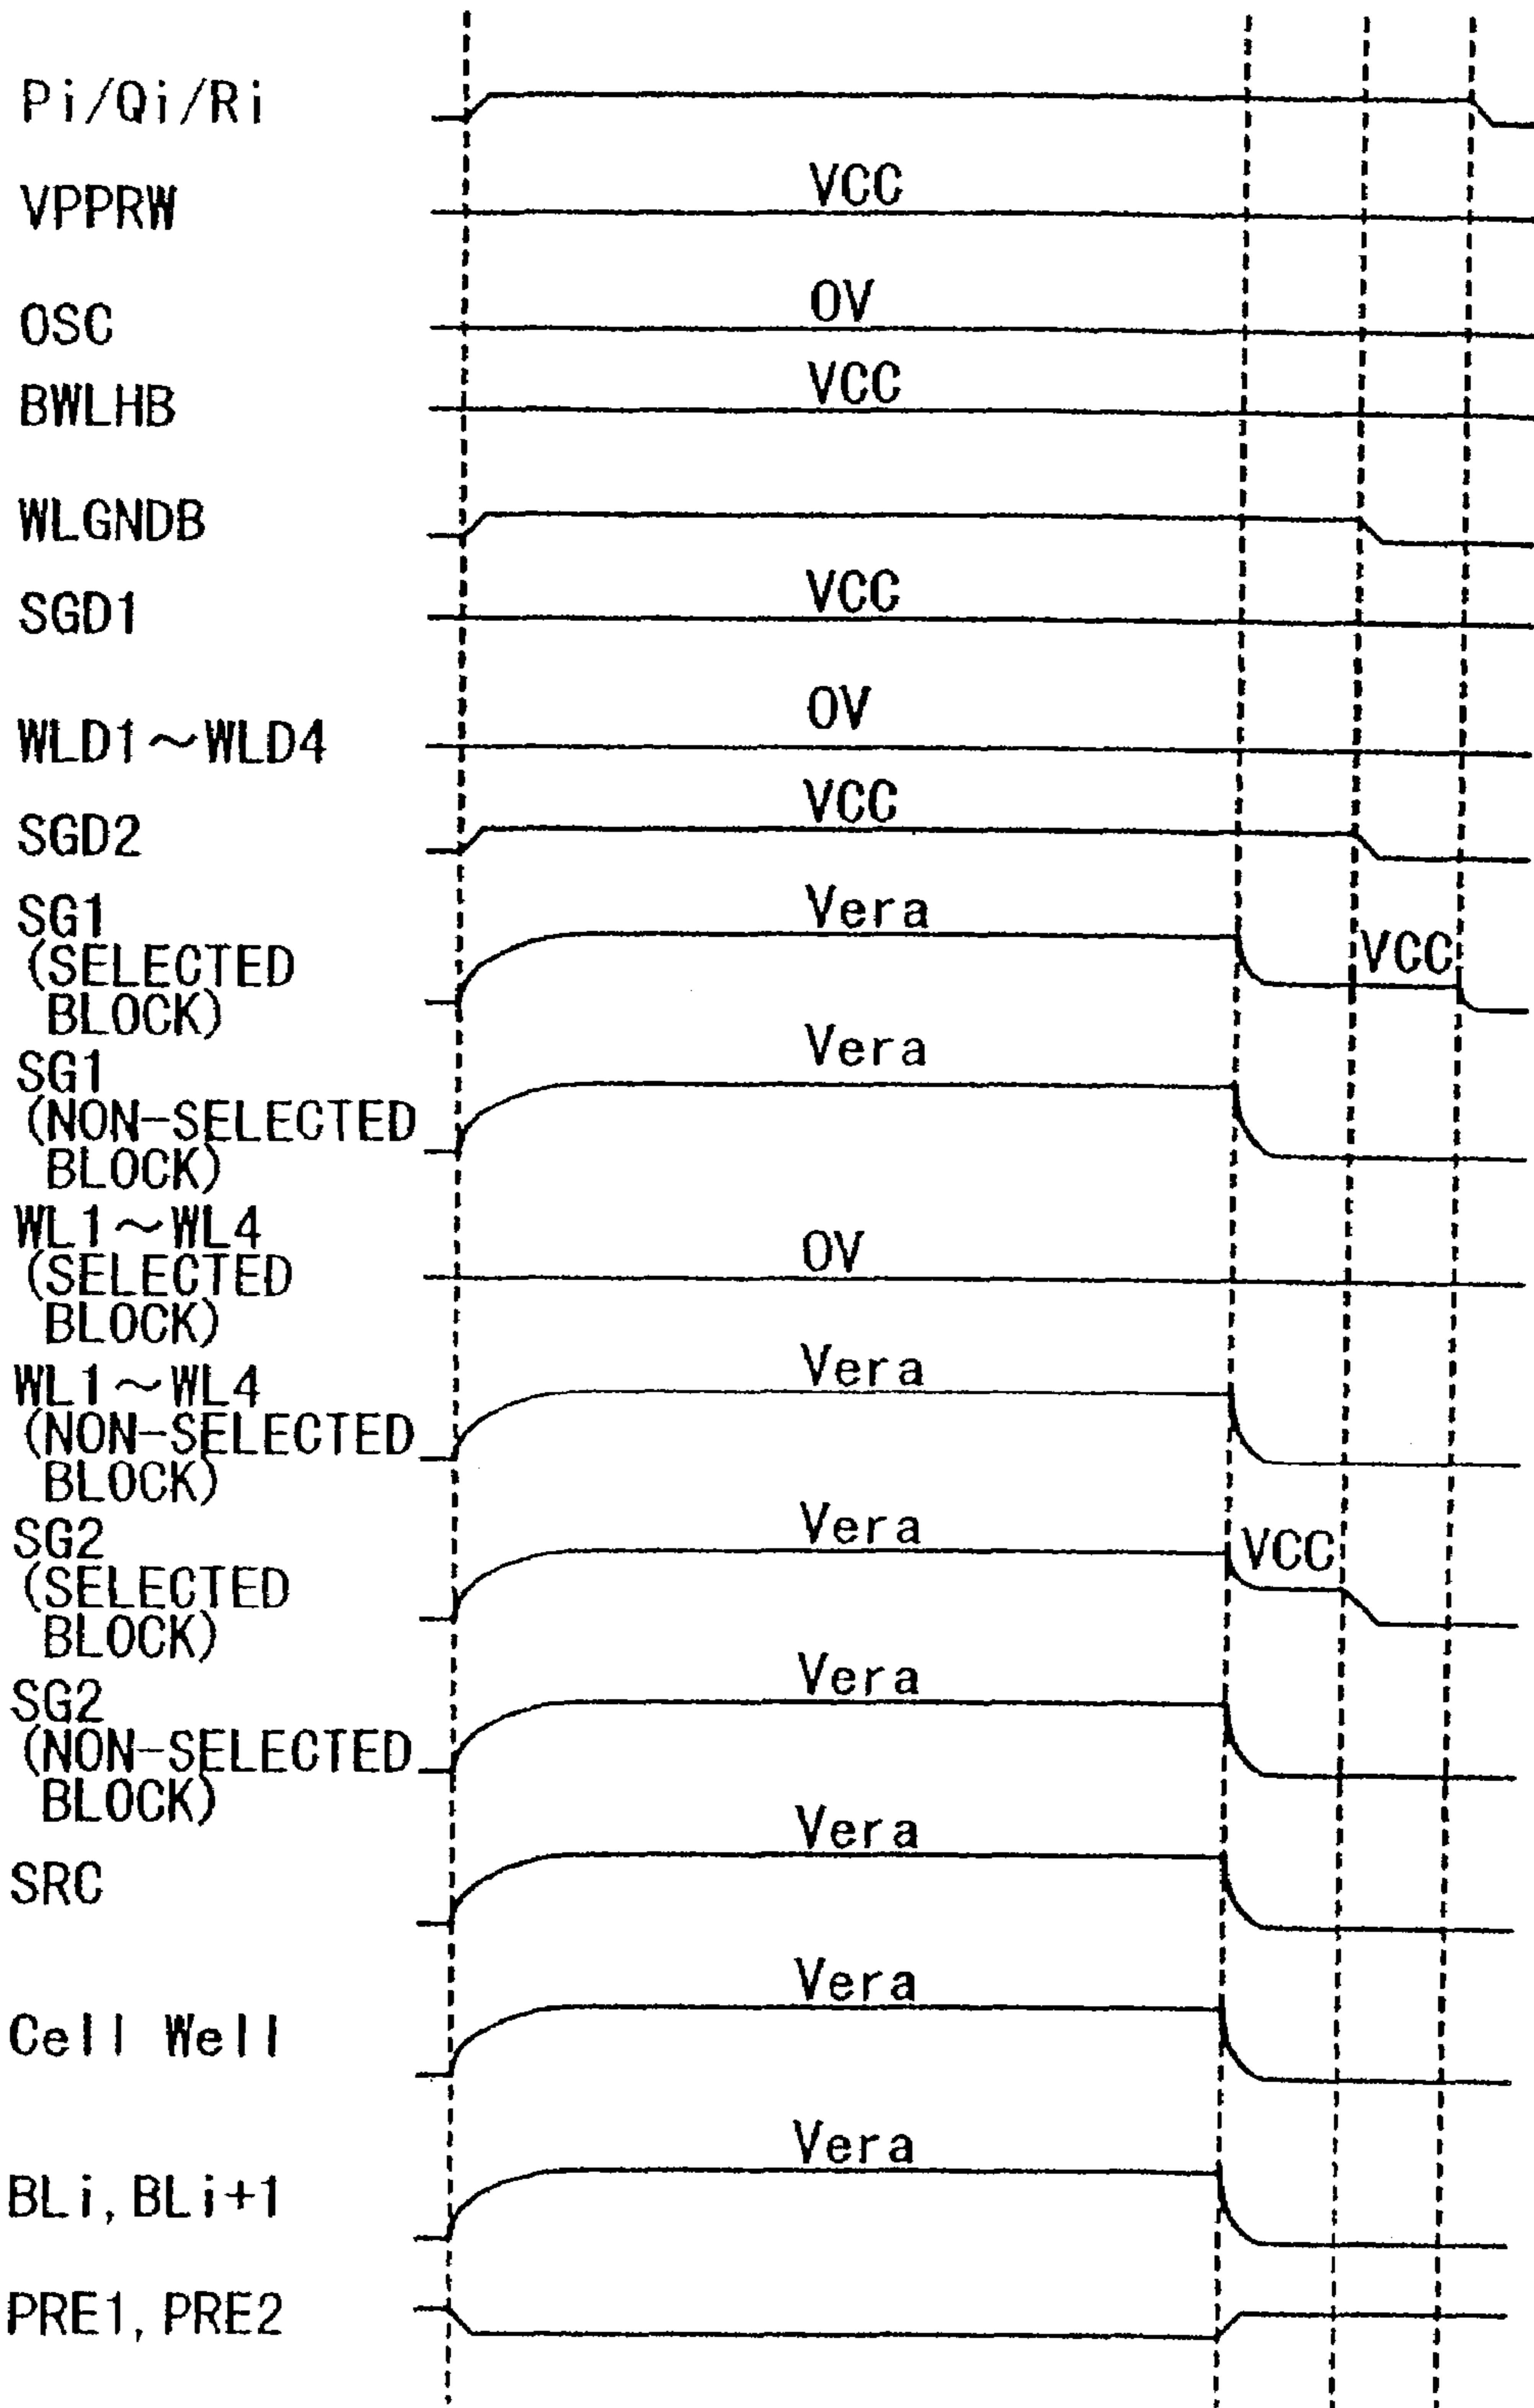 Pi/Qi/Ri
VCC
VPPRW
0V
OSC
VCC
BWLHB
WLGNDB
VCC
SGD1
0V
WLD1～WLD4
VCC
SGD2
SG1
(SELECTED
BLOCK)
Vera
VCC
SG1
(NON-SELECTED
BLOCK)
Vera
WL1～WL4
(SELECTED
BLOCK)
0V
WL1～WL4
(NON-SELECTED
BLOCK)
Vera
SG2
(SELECTED
BLOCK)
Vera
VCC
SG2
(NON-SELECTED
BLOCK)
Vera
Vera
SRC
Vera
Cell Well
Vera
BLi, BLi+1
PRE1, PRE2